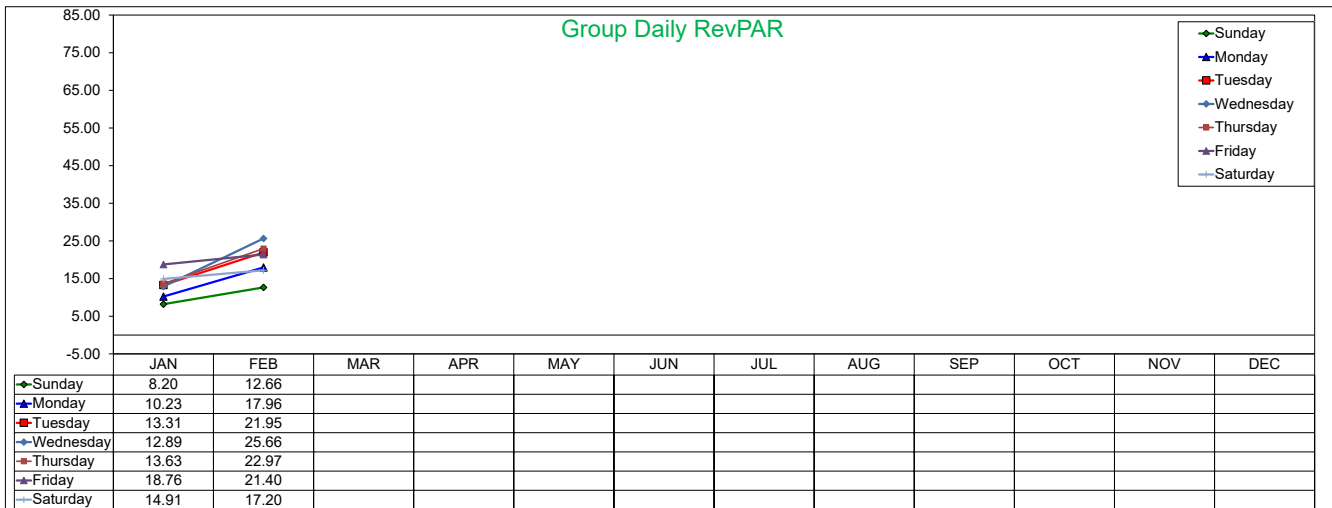 Group Daily RevPAR
85.00
75.00
65.00
55.00
45.00
35.00
25.00
15.00
5.00
-5.00
Sunday
Monday
Tuesday
Wednesday
Thursday
Friday
Saturday
JAN FEB MAR APR MAY JUN JUL AUG SEP OCT NOV DEC
Sunday 8.20 12.66
Monday 10.23 17.96
Tuesday 13.31 21.95
Wednesday 12.89 25.66
Thursday 13.63 22.97
Friday 18.76 21.40
Saturday 14.91 17.20